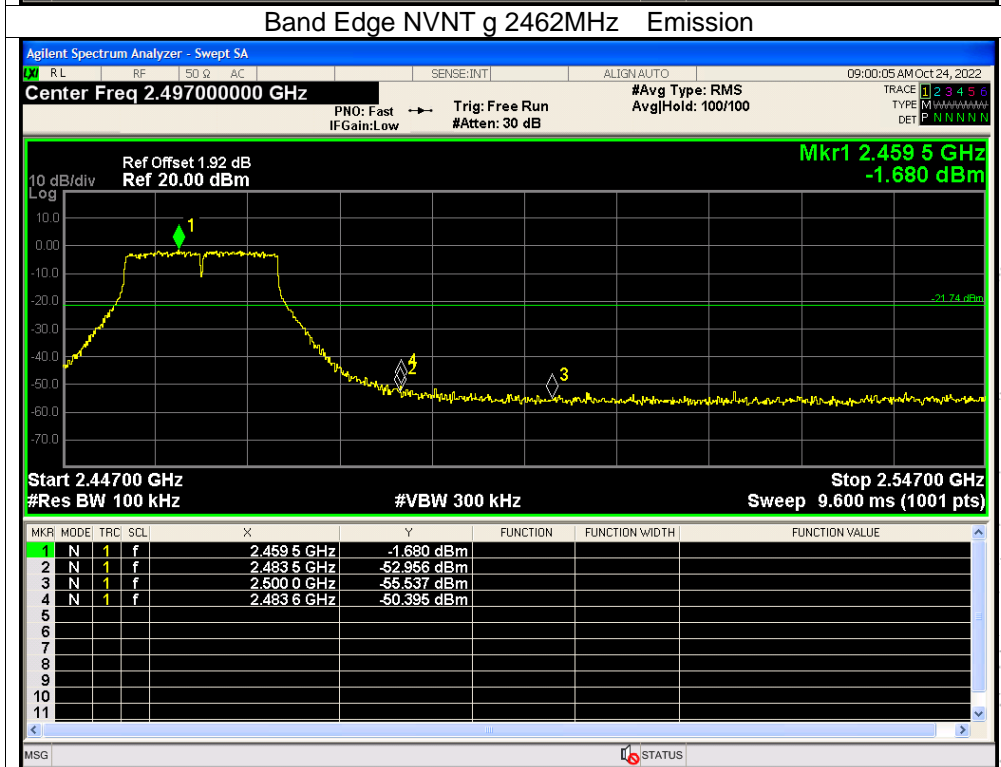 Band Edge NVNT g 2462MHz Emission
Agilent Spectrum Analyzer - Swept SA
LXI RL RF 50 Ω AC SENSE:INT ALIGN AUTO 09:00:05 AM Oct 24, 2022
Center Freq 2.497000000 GHz #Avg Type: RMS TRACE 1 2 3 4 5 6
PNO: Fast Trig: Free Run Avg|Hold: 100/100 TYPE M WWWWW
IFGain:Low #Atten: 30 dB DET P N N N N N
Mkr1 2.459 5 GHz
-1.680 dBm
Ref Offset 1.92 dB
10 dB/div Ref 20.00 dBm
Log
10.0
1
0.00
-10.0
-20.0
-21.74 dBm
-30.0
-40.0
4
2
3
-50.0
-60.0
-70.0
Start 2.44700 GHz Stop 2.54700 GHz
#Res BW 100 kHz #VBW 300 kHz Sweep 9.600 ms (1001 pts)
MKR MODE TRC SCL X Y FUNCTION FUNCTION WIDTH FUNCTION VALUE
1 N 1 f 2.459 5 GHz -1.680 dBm
2 N 1 f 2.483 5 GHz -52.956 dBm
3 N 1 f 2.500 0 GHz -55.537 dBm
4 N 1 f 2.483 6 GHz -50.395 dBm
5
6
7
8
9
10
11
MSG STATUS